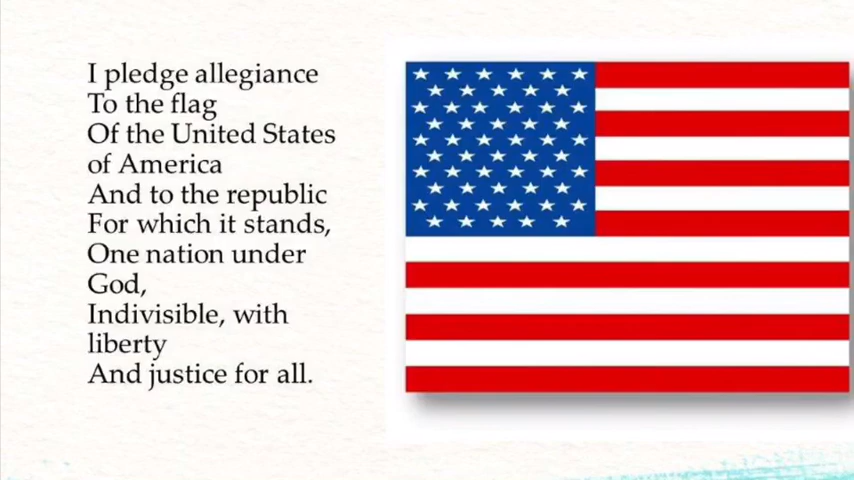 I pledge allegiance
To the flag
Of the United States
of America
And to the republic
For which it stands,
One nation under
God,
Indivisible, with
liberty
And justice for all.